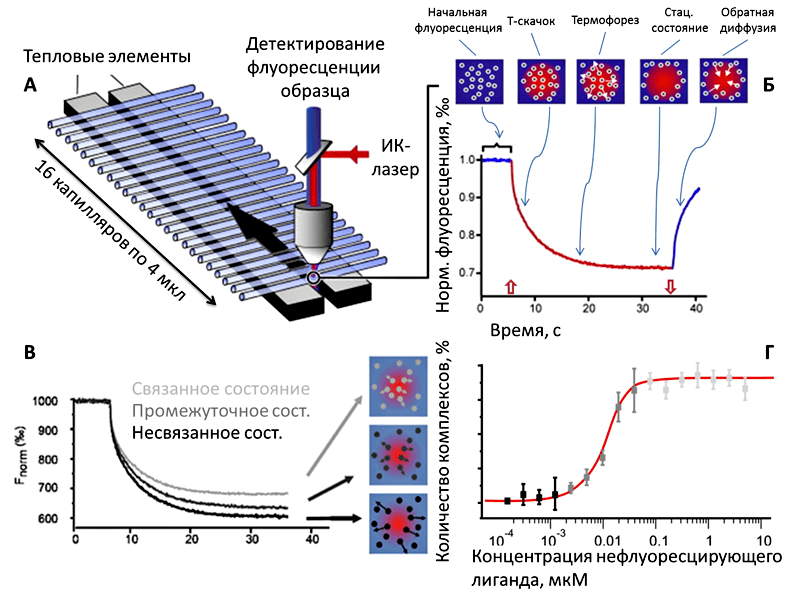 А
Тепловые элементы
Детектирование
флуоресценции
образца
ИК-
лазер
16 капилляров по 4 мкл
Б
Начальная
флуоресценция
Т-скачок
Термофорез
Стац.
состояние
Обратная
диффузия
Норм. флуоресценция, ‰
1.0
0.9
0.8
0.7
0
10
20
30
40
Время, с
В
Связанное состояние
Промежуточное сост.
Несвязанное сост.
Fnorm (‰)
1000
900
800
700
600
0
10
20
30
40
Г
Количество комплексов, %
10⁻⁴
10⁻³
0.01
0.1
1
10
Концентрация нефлуоресцирующего
лиганда, мкМ